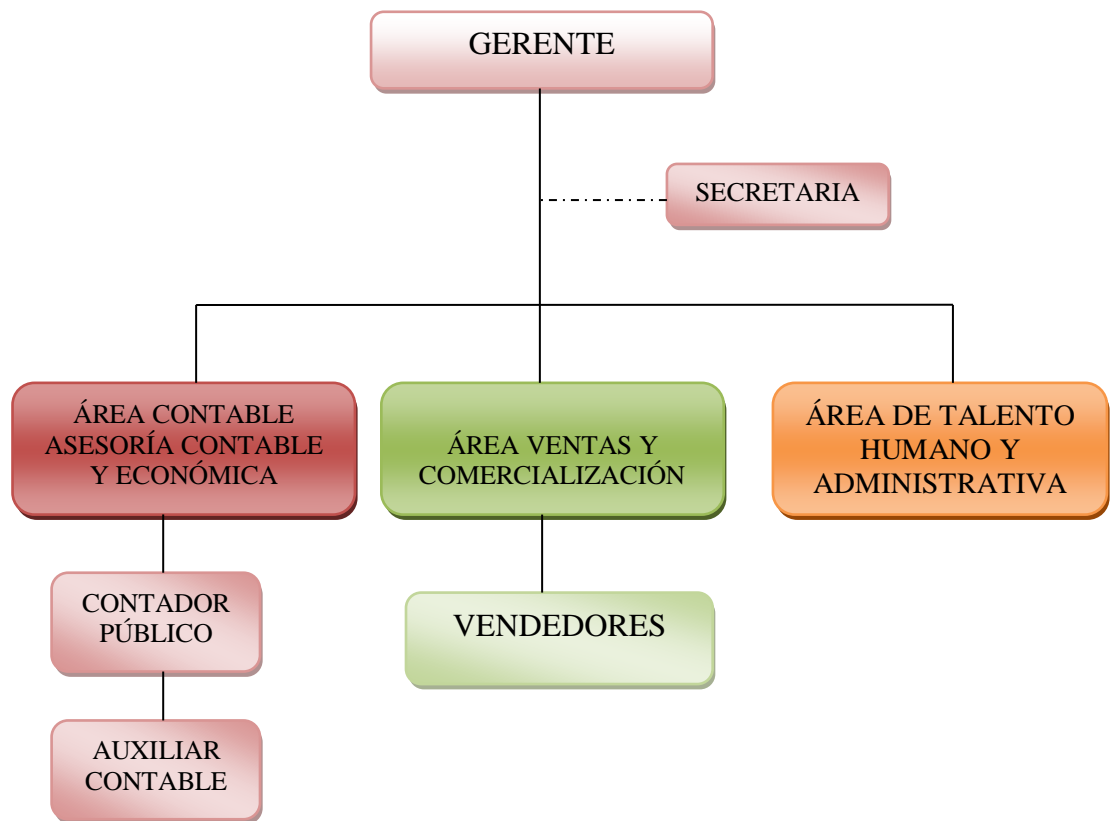 GERENTE
SECRETARIA
ÁREA CONTABLE
ASESORÍA CONTABLE
Y ECONÓMICA
ÁREA VENTAS Y
COMERCIALIZACIÓN
ÁREA DE TALENTO
HUMANO Y
ADMINISTRATIVA
CONTADOR
PÚBLICO
VENDEDORES
AUXILIAR
CONTABLE